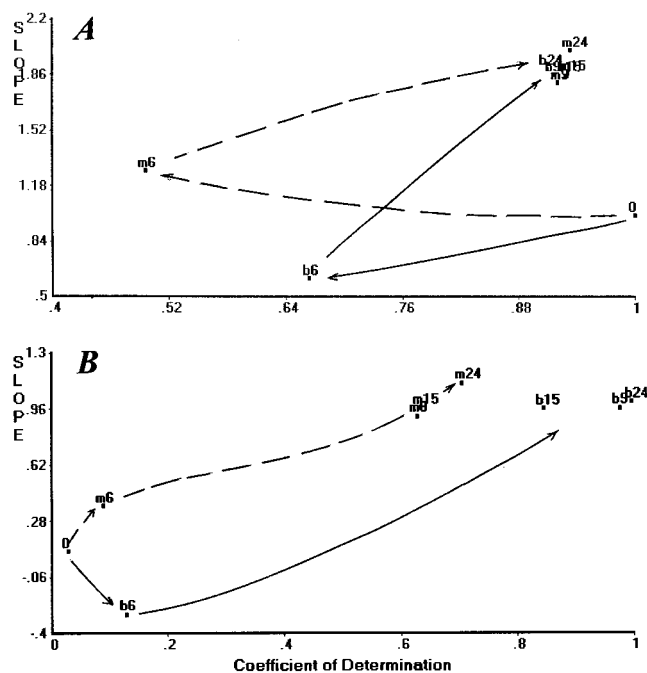 A
SLOPE
2.2
1.86
1.52
1.18
.84
.5
m24
b24
m15
m6
0
b6
.4 .52 .64 .76 .88 1
B
SLOPE
1.3
.96
.62
.28
-.06
-.4
m24
m15
b15
b9
b24
m6
0
b6
0 .2 .4 .6 .8 1
Coefficient of Determination